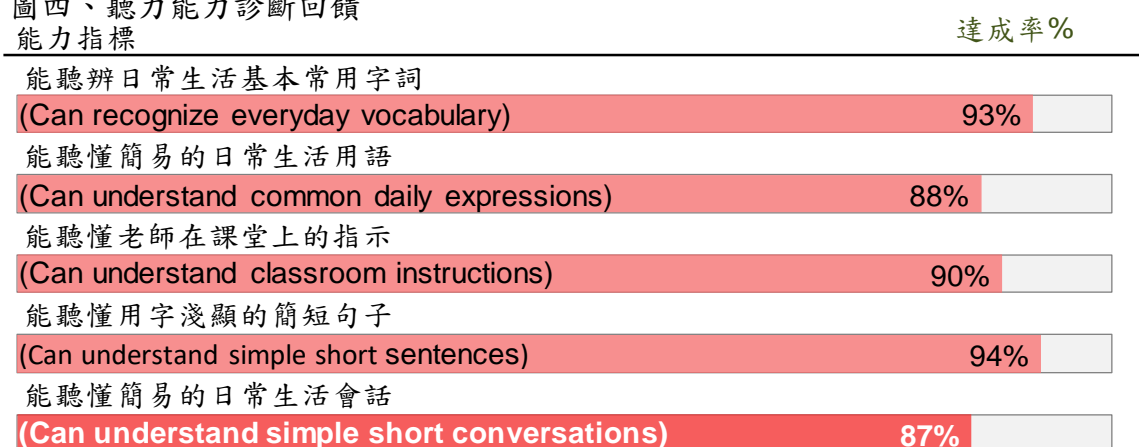 圖四、聽力能力診斷回饋
能力指標 達成率%
能聽辨日常生活基本常用字詞
(Can recognize everyday vocabulary) 93%
能聽懂簡易的日常生活用語
(Can understand common daily expressions) 88%
能聽懂老師在課堂上的指示
(Can understand classroom instructions) 90%
能聽懂用字淺顯的簡短句子
(Can understand simple short sentences) 94%
能聽懂簡易的日常生活會話
(Can understand simple short conversations) 87%